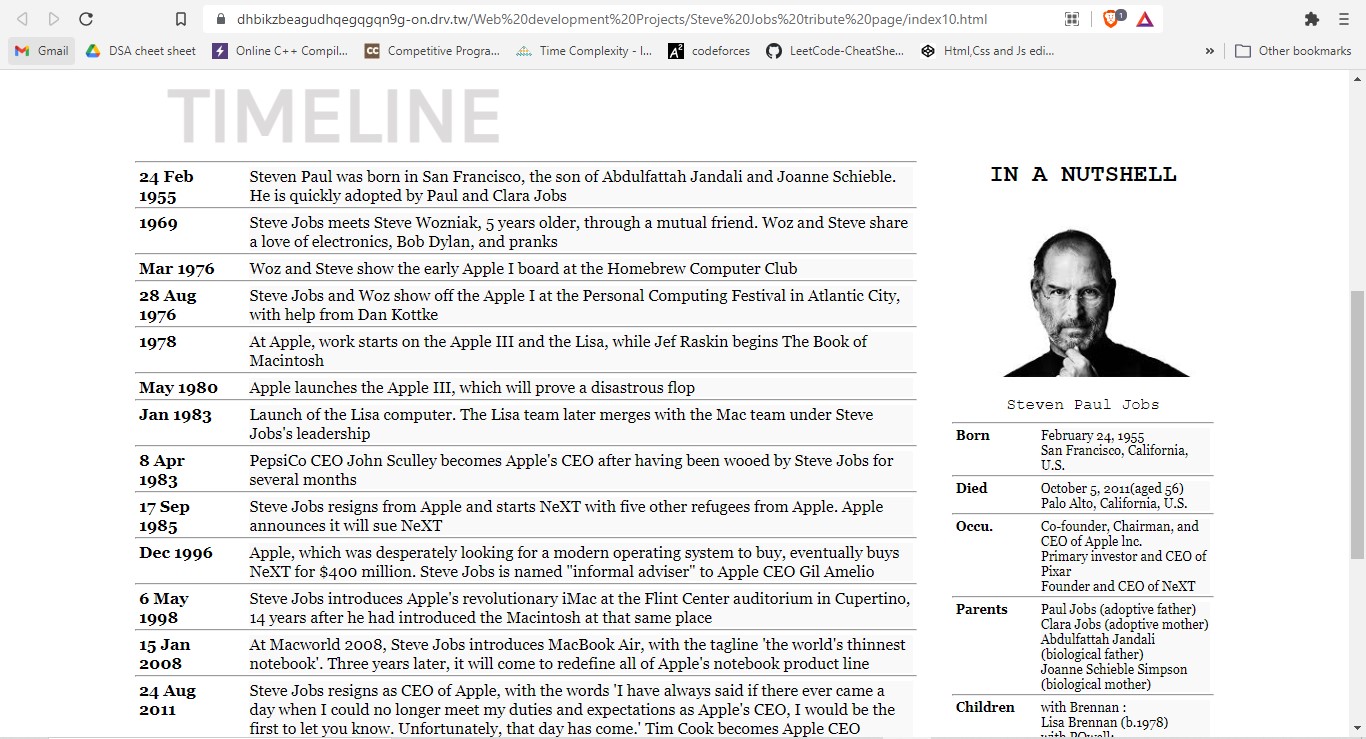 dhbikzbeagudhqegqgqn9g-on.drv.tw/Web%20development%20Projects/Steve%20Jobs%20tribute%20page/index10.html
1
Gmail
DSA cheet sheet
Online C++ Compil...
CC
Competitive Progra...
Time Complexity - I...
A²
codeforces
LeetCode-CheatShe...
Html,Css and Js edi...
»
Other bookmarks
TIMELINE
24 Feb
1955
Steven Paul was born in San Francisco, the son of Abdulfattah Jandali and Joanne Schieble.
He is quickly adopted by Paul and Clara Jobs
1969
Steve Jobs meets Steve Wozniak, 5 years older, through a mutual friend. Woz and Steve share
a love of electronics, Bob Dylan, and pranks
Mar 1976
Woz and Steve show the early Apple I board at the Homebrew Computer Club
28 Aug
1976
Steve Jobs and Woz show off the Apple I at the Personal Computing Festival in Atlantic City,
with help from Dan Kottke
1978
At Apple, work starts on the Apple III and the Lisa, while Jef Raskin begins The Book of
Macintosh
May 1980
Apple launches the Apple III, which will prove a disastrous flop
Jan 1983
Launch of the Lisa computer. The Lisa team later merges with the Mac team under Steve
Jobs's leadership
8 Apr
1983
PepsiCo CEO John Sculley becomes Apple's CEO after having been wooed by Steve Jobs for
several months
17 Sep
1985
Steve Jobs resigns from Apple and starts NeXT with five other refugees from Apple. Apple
announces it will sue NeXT
Dec 1996
Apple, which was desperately looking for a modern operating system to buy, eventually buys
NeXT for $400 million. Steve Jobs is named "informal adviser" to Apple CEO Gil Amelio
6 May
1998
Steve Jobs introduces Apple's revolutionary iMac at the Flint Center auditorium in Cupertino,
14 years after he had introduced the Macintosh at that same place
15 Jan
2008
At Macworld 2008, Steve Jobs introduces MacBook Air, with the tagline 'the world's thinnest
notebook'. Three years later, it will come to redefine all of Apple's notebook product line
24 Aug
2011
Steve Jobs resigns as CEO of Apple, with the words 'I have always said if there ever came a
day when I could no longer meet my duties and expectations as Apple's CEO, I would be the
first to let you know. Unfortunately, that day has come.' Tim Cook becomes Apple CEO
IN A NUTSHELL
Steven Paul Jobs
Born
February 24, 1955
San Francisco, California,
U.S.
Died
October 5, 2011(aged 56)
Palo Alto, California, U.S.
Occu.
Co-founder, Chairman, and
CEO of Apple lnc.
Primary investor and CEO of
Pixar
Founder and CEO of NeXT
Parents
Paul Jobs (adoptive father)
Clara Jobs (adoptive mother)
Abdulfattah Jandali
(biological father)
Joanne Schieble Simpson
(biological mother)
Children
with Brennan :
Lisa Brennan (b.1978)